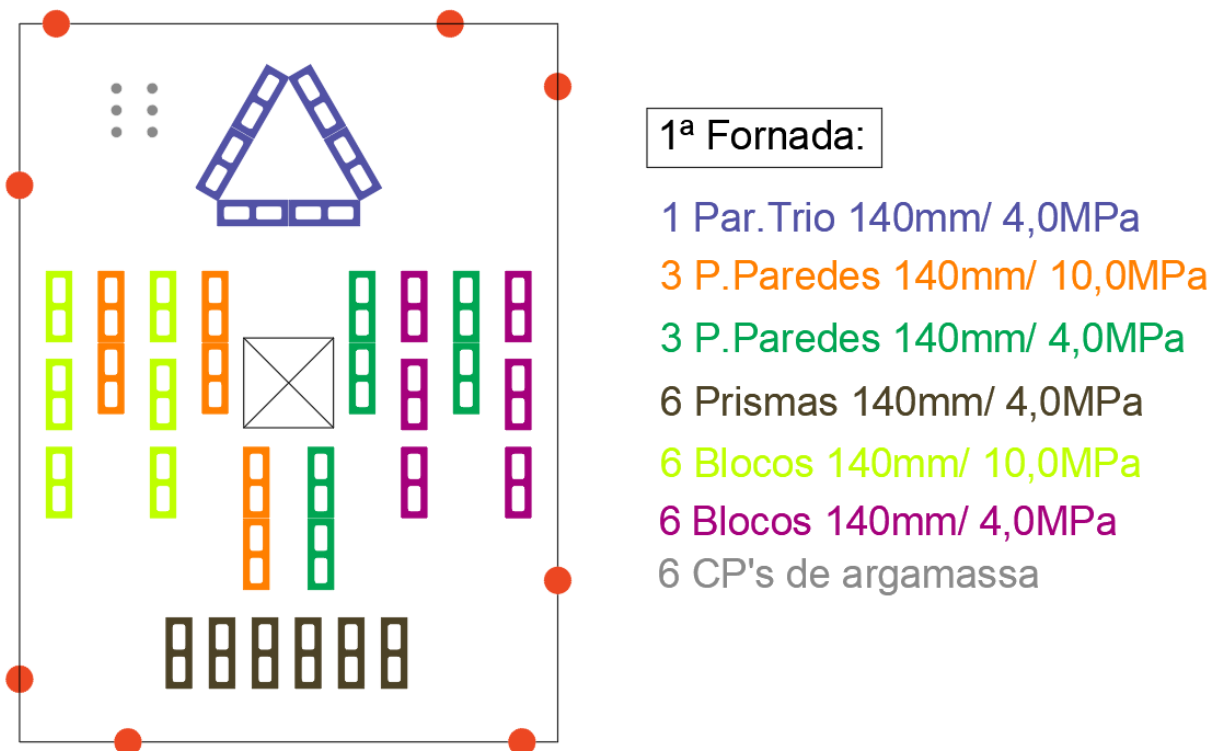 1ª Fornada:
1 Par.Trio 140mm/ 4,0MPa
3 P.Paredes 140mm/ 10,0MPa
3 P.Paredes 140mm/ 4,0MPa
6 Prismas 140mm/ 4,0MPa
6 Blocos 140mm/ 10,0MPa
6 Blocos 140mm/ 4,0MPa
6 CP's de argamassa